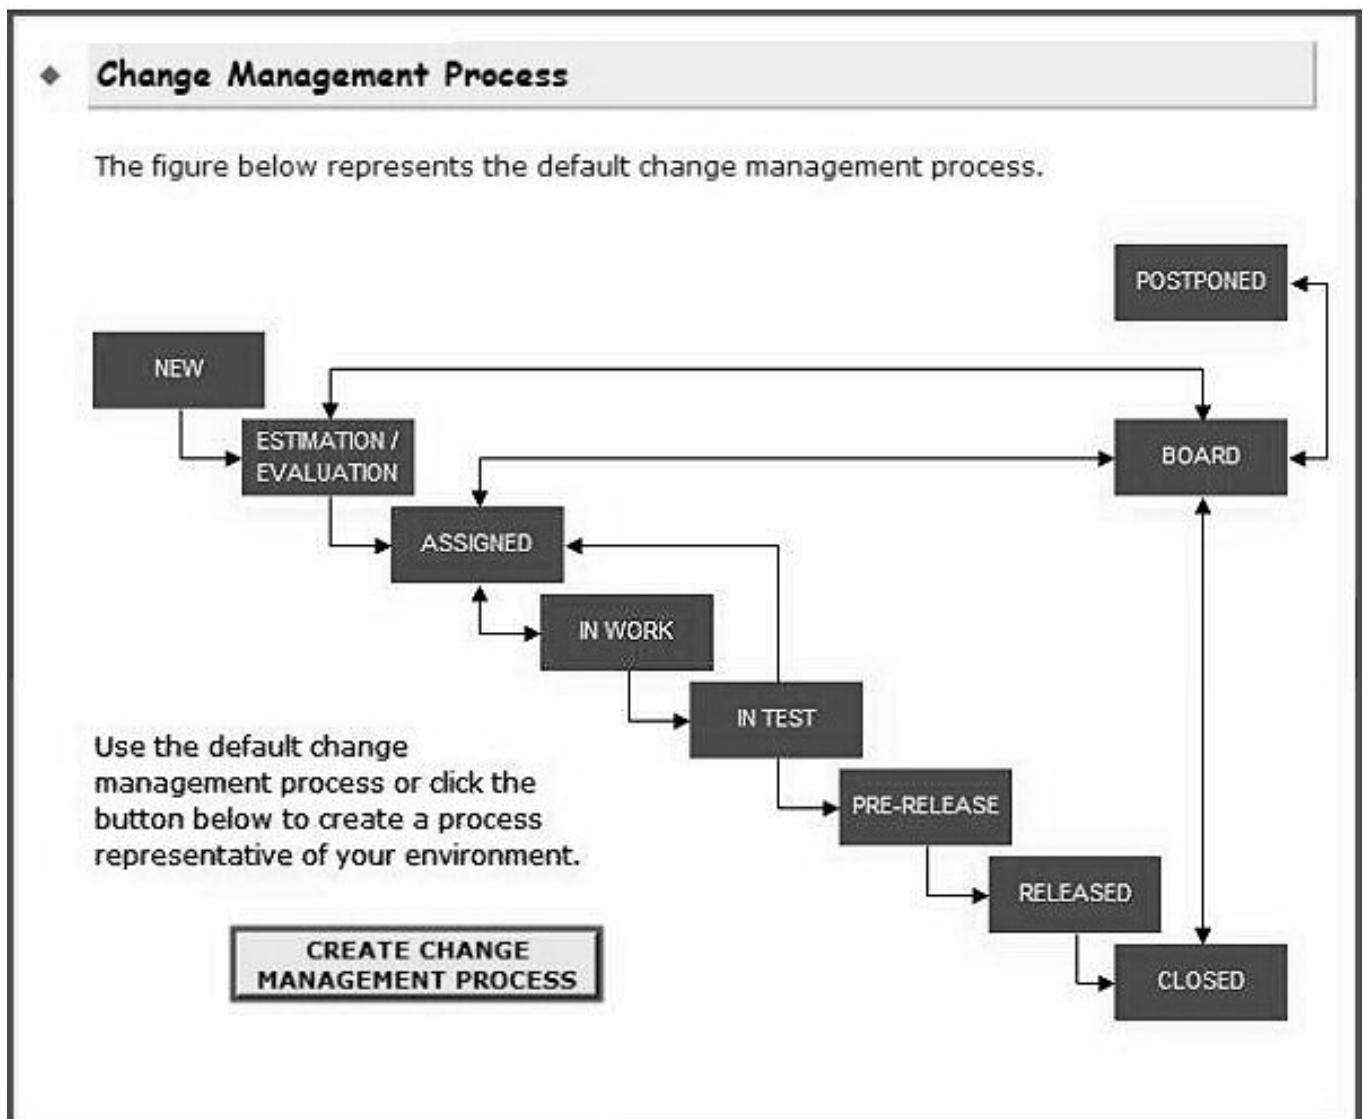 Change Management Process
The figure below represents the default change management process.
POSTPONED
NEW
ESTIMATION /
EVALUATION
BOARD
ASSIGNED
IN WORK
IN TEST
Use the default change
management process or click the
button below to create a process
representative of your environment.
PRE-RELEASE
RELEASED
CREATE CHANGE
MANAGEMENT PROCESS
CLOSED